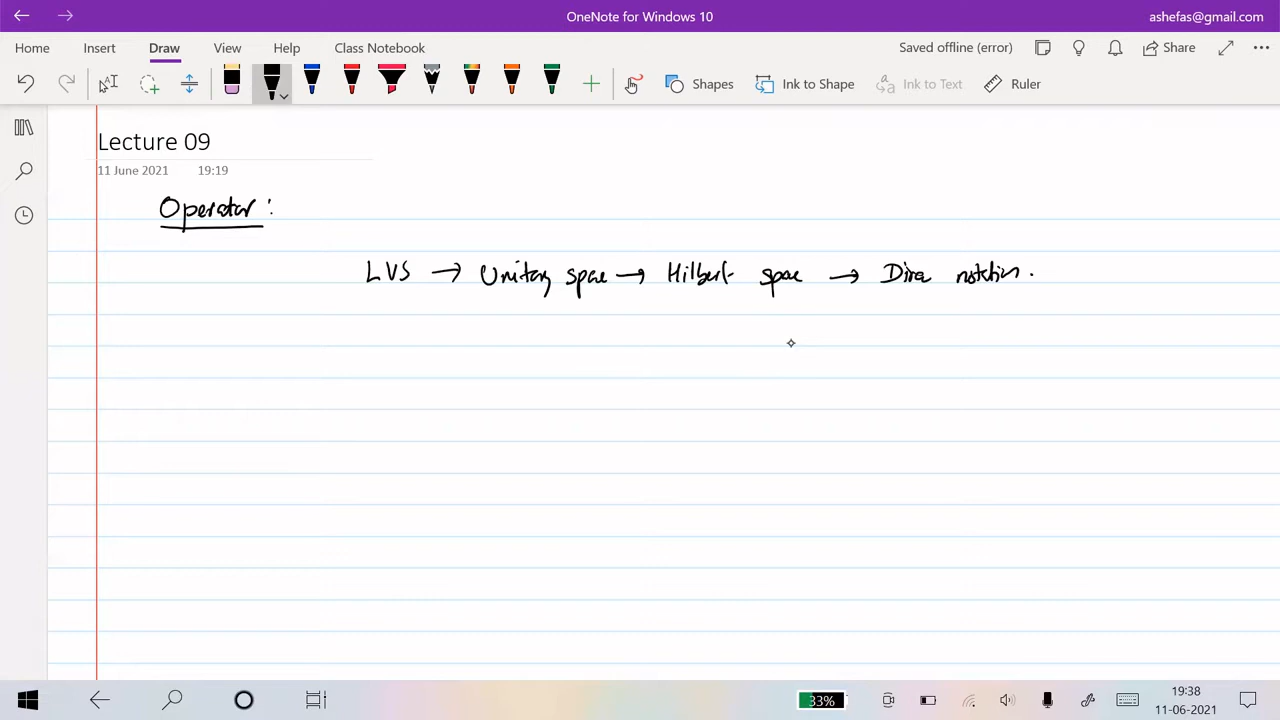 OneNote for Windows 10
ashefas@gmail.com
Home Insert Draw View Help Class Notebook Saved offline (error) Share
Shapes Ink to Shape Ink to Text Ruler
Lecture 09
11 June 2021 19:19
Operator :
LVS → Unitary space → Hilbert space → Dirac notation.
33%
19:38
11-06-2021